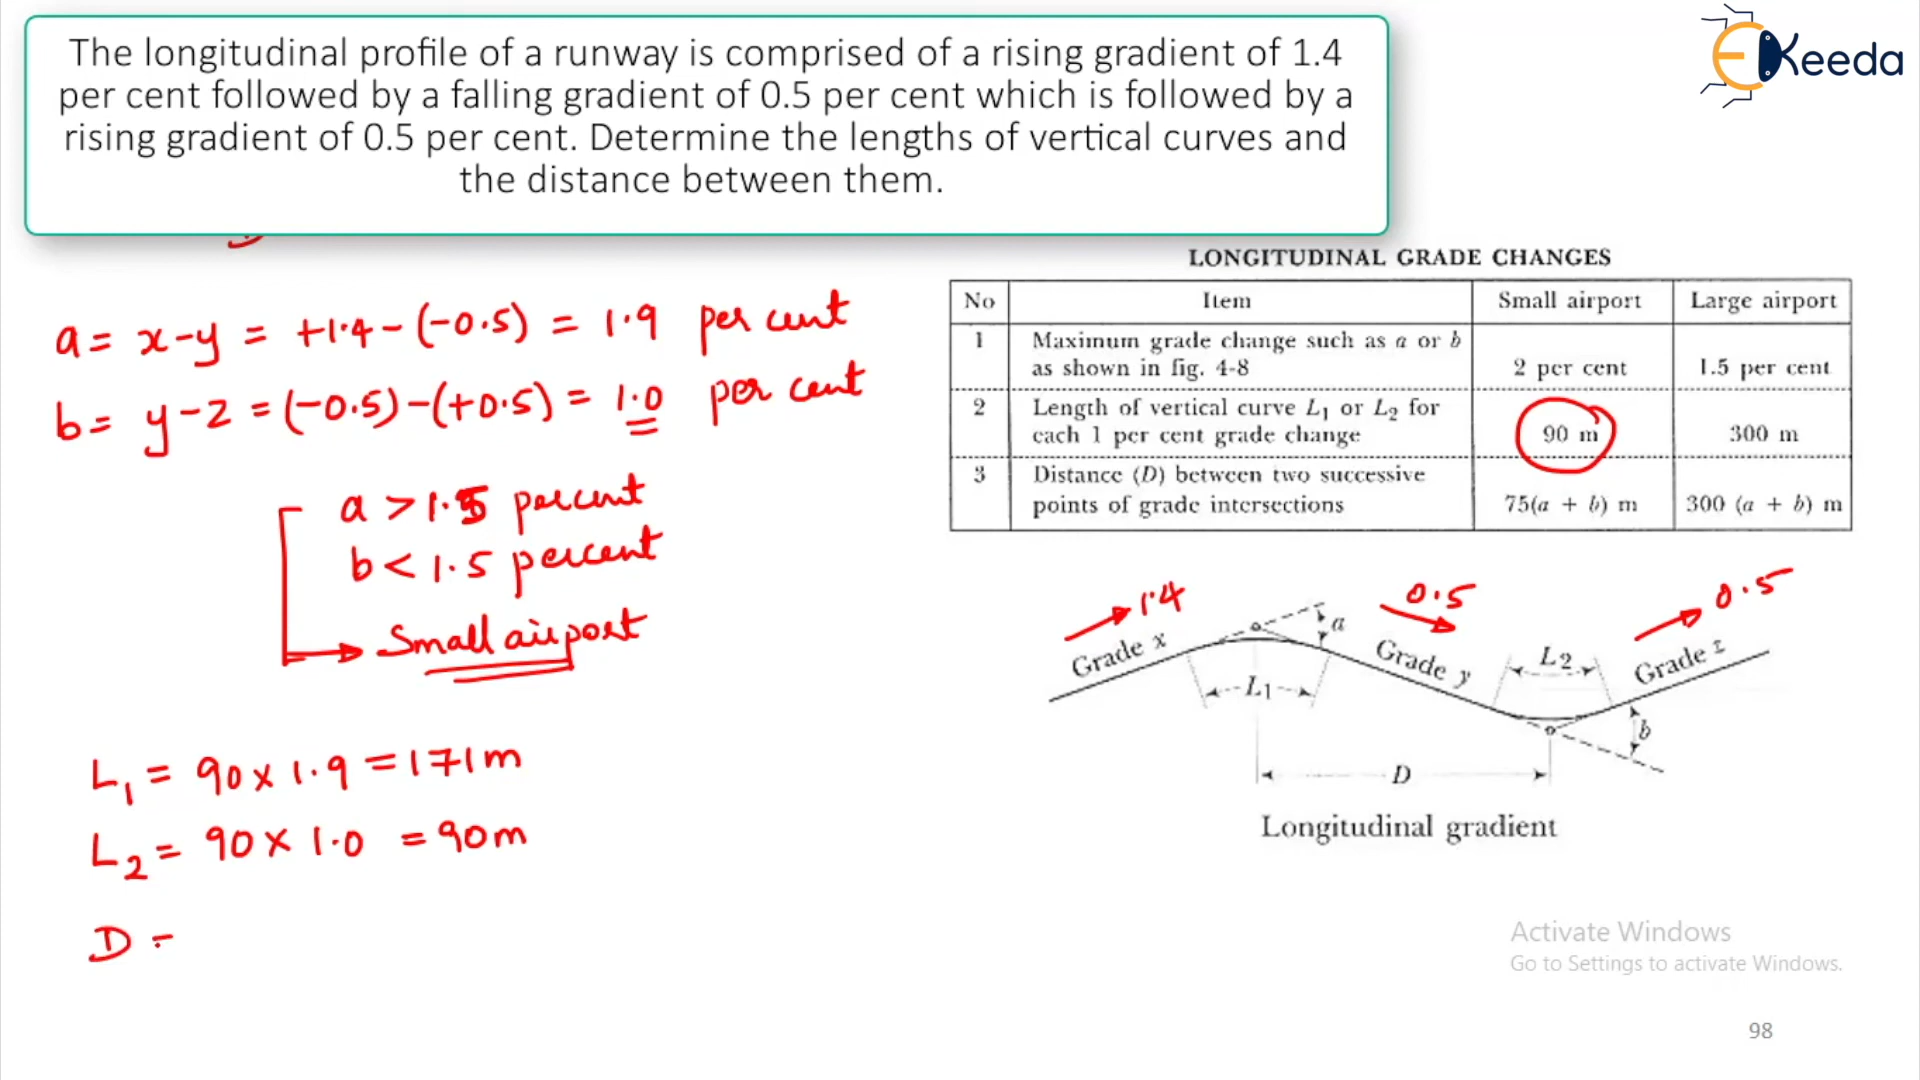 The longitudinal profile of a runway is comprised of a rising gradient of 1.4
per cent followed by a falling gradient of 0.5 per cent which is followed by a
rising gradient of 0.5 per cent. Determine the lengths of vertical curves and
the distance between them.
Keeda
a = x-y = +1.4-(-0.5) = 1.9 per cent
b = y-z = (-0.5)-(+0.5) = 1.0 per cent
a > 1.5 percent
b < 1.5 percent
Small airport
L1 = 90 x 1.9 = 171m
L2 = 90 x 1.0 = 90m
D =
LONGITUDINAL GRADE CHANGES
No Item Small airport Large airport
1 Maximum grade change such as a or b
as shown in fig. 4-8 2 per cent 1.5 per cent
2 Length of vertical curve L1 or L2 for
each 1 per cent grade change 90 m 300 m
3 Distance (D) between two successive
points of grade intersections 75(a + b) m 300 (a + b) m
1.4 0.5 0.5
Grade x a Grade y L2 Grade z
L1 b
D
Longitudinal gradient
Activate Windows
Go to Settings to activate Windows.
98